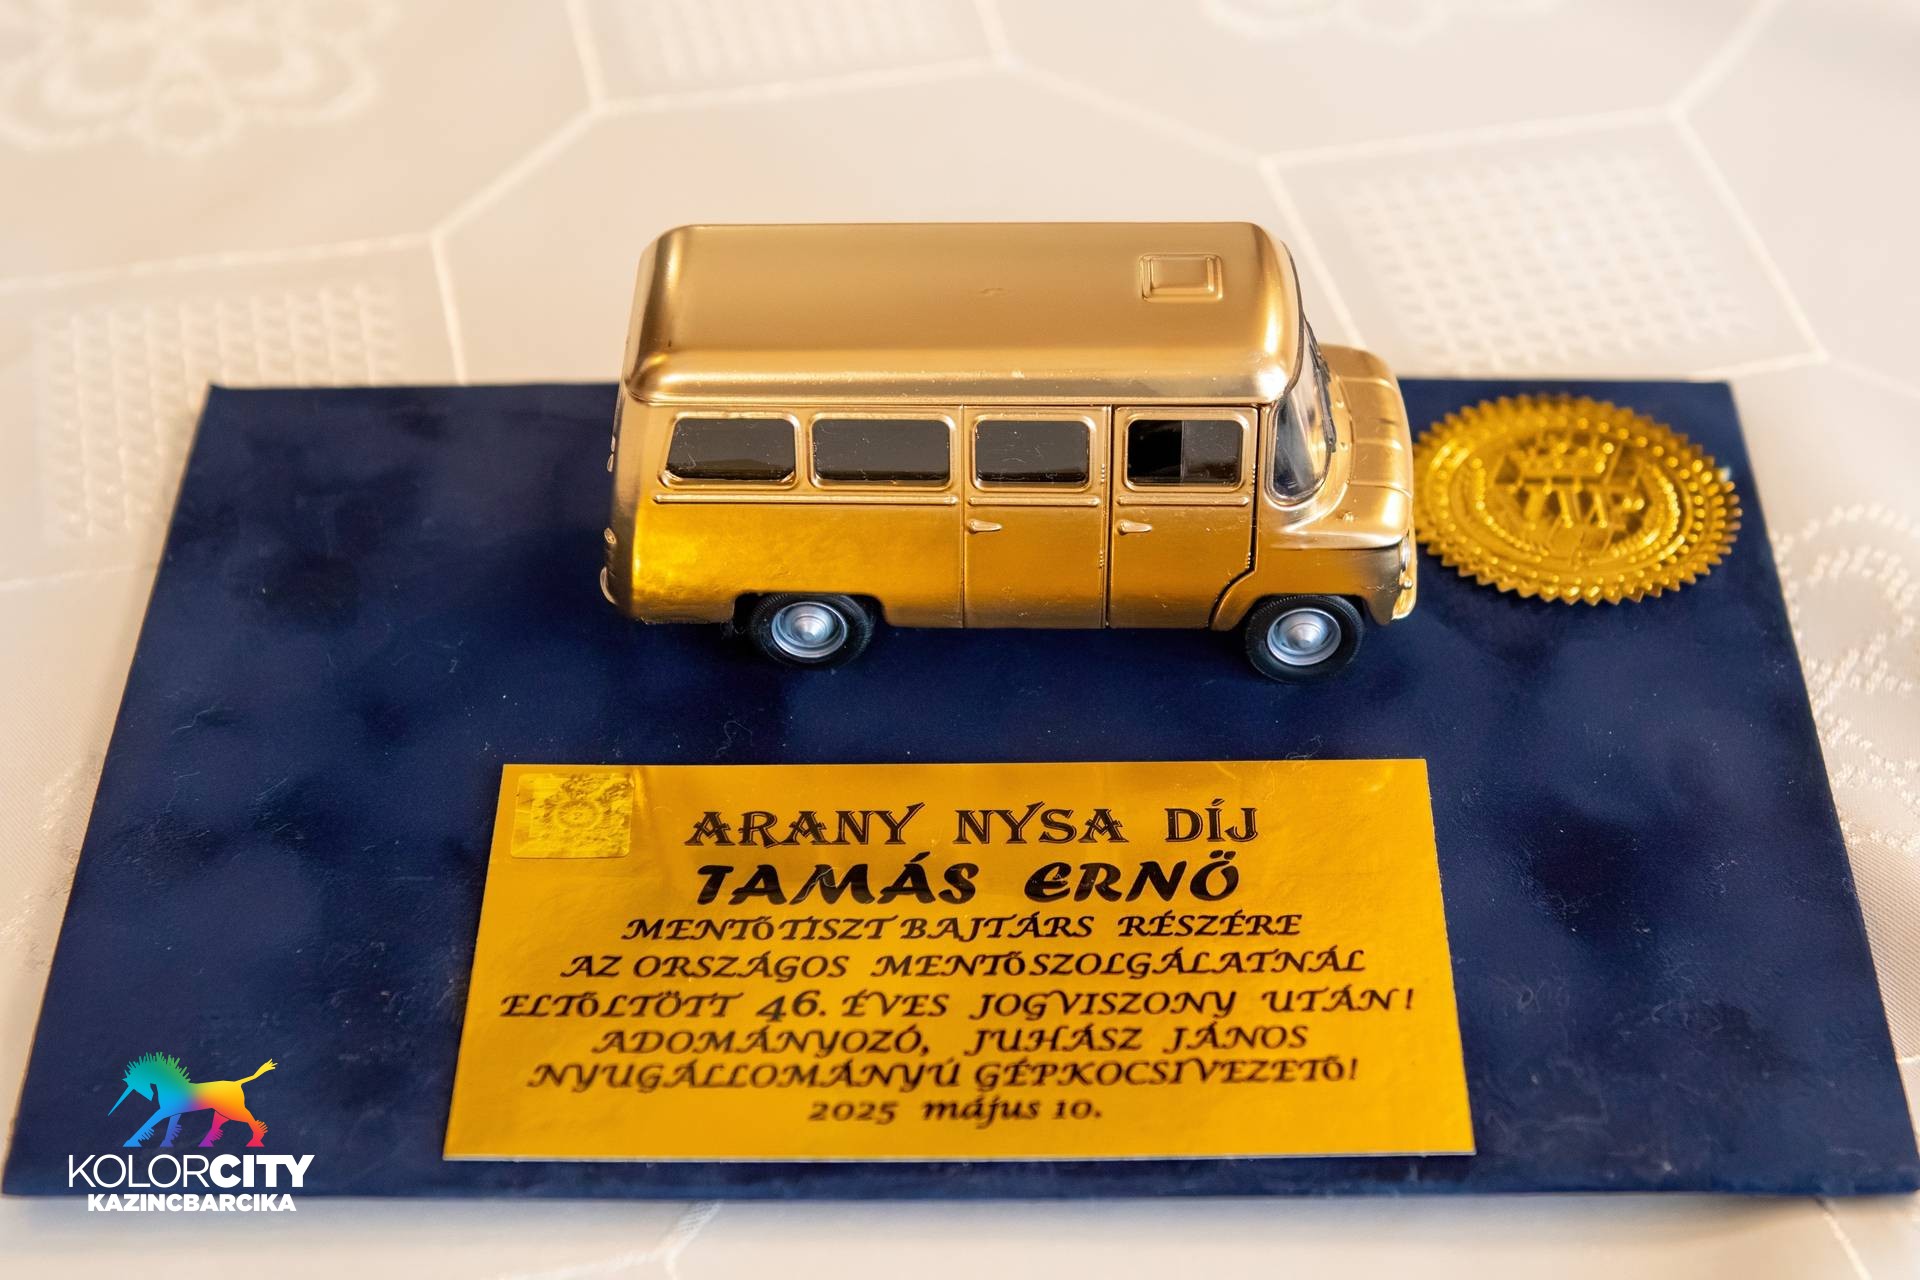 ARANY NYSA DÍJ
TAMÁS ERNŐ
MENTŐTISZT BAJTÁRS RÉSZÉRE
AZ ORSZÁGOS MENTŐSZOLGÁLATNÁL
ELTŐLTÖTT 46. ÉVES JOGVISZONY UTÁN!
ADOMÁNYOZÓ, JUHÁSZ JÁNOS
NYUGÁLLOMÁNYÚ GÉPKOCSIVEZETŐ!
2025 május 10.
KOLORCITY
KAZINCBARCIKA